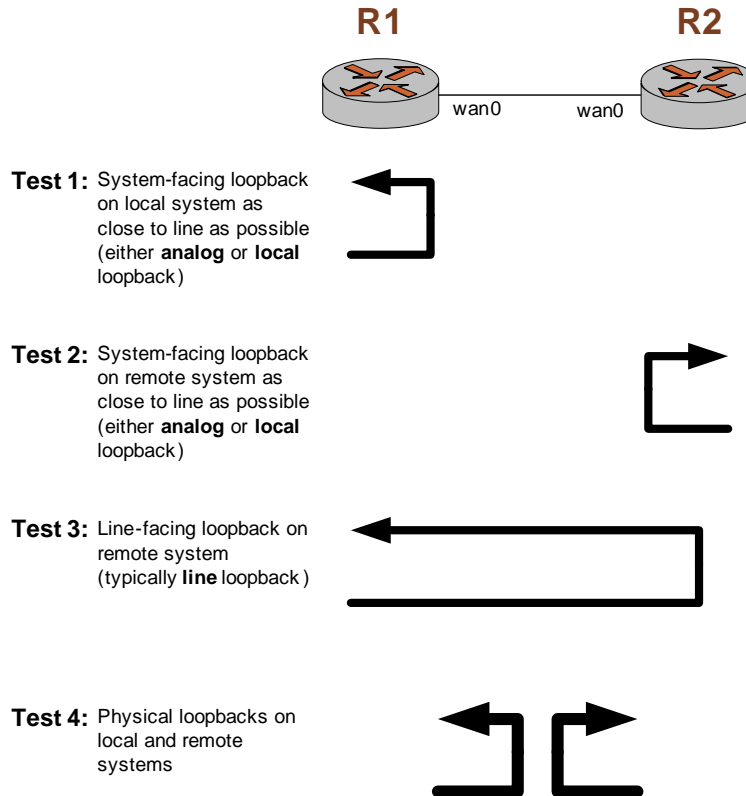 R1 R2
wan0 wan0
Test 1: System-facing loopback
on local system as
close to line as possible
(either analog or local
loopback)
Test 2: System-facing loopback
on remote system as
close to line as possible
(either analog or local
loopback)
Test 3: Line-facing loopback on
remote system
(typically line loopback)
Test 4: Physical loopbacks on
local and remote
systems